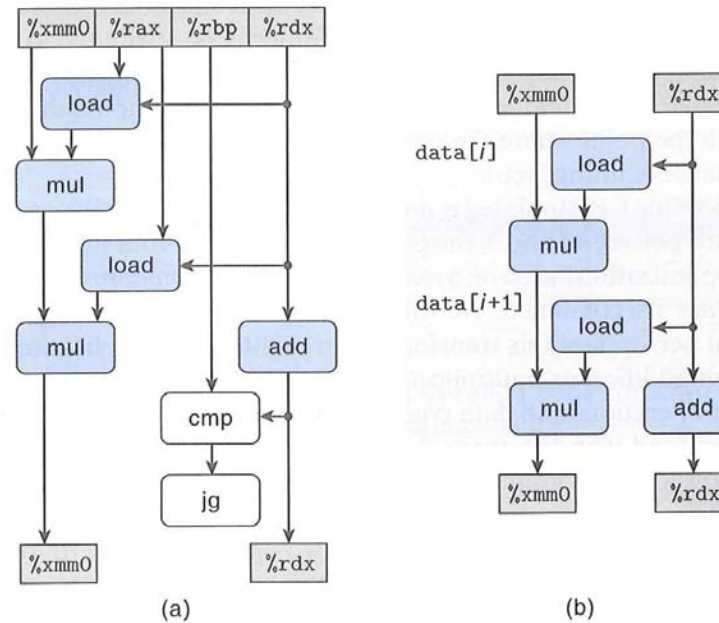 %xmm0 %rax %rbp %rdx
load
mul
load
mul
add
cmp
jg
%xmm0
%rdx
(a)
%xmm0
%rdx
data[i]
load
mul
data[i+1]
load
mul
add
%xmm0
%rdx
(b)